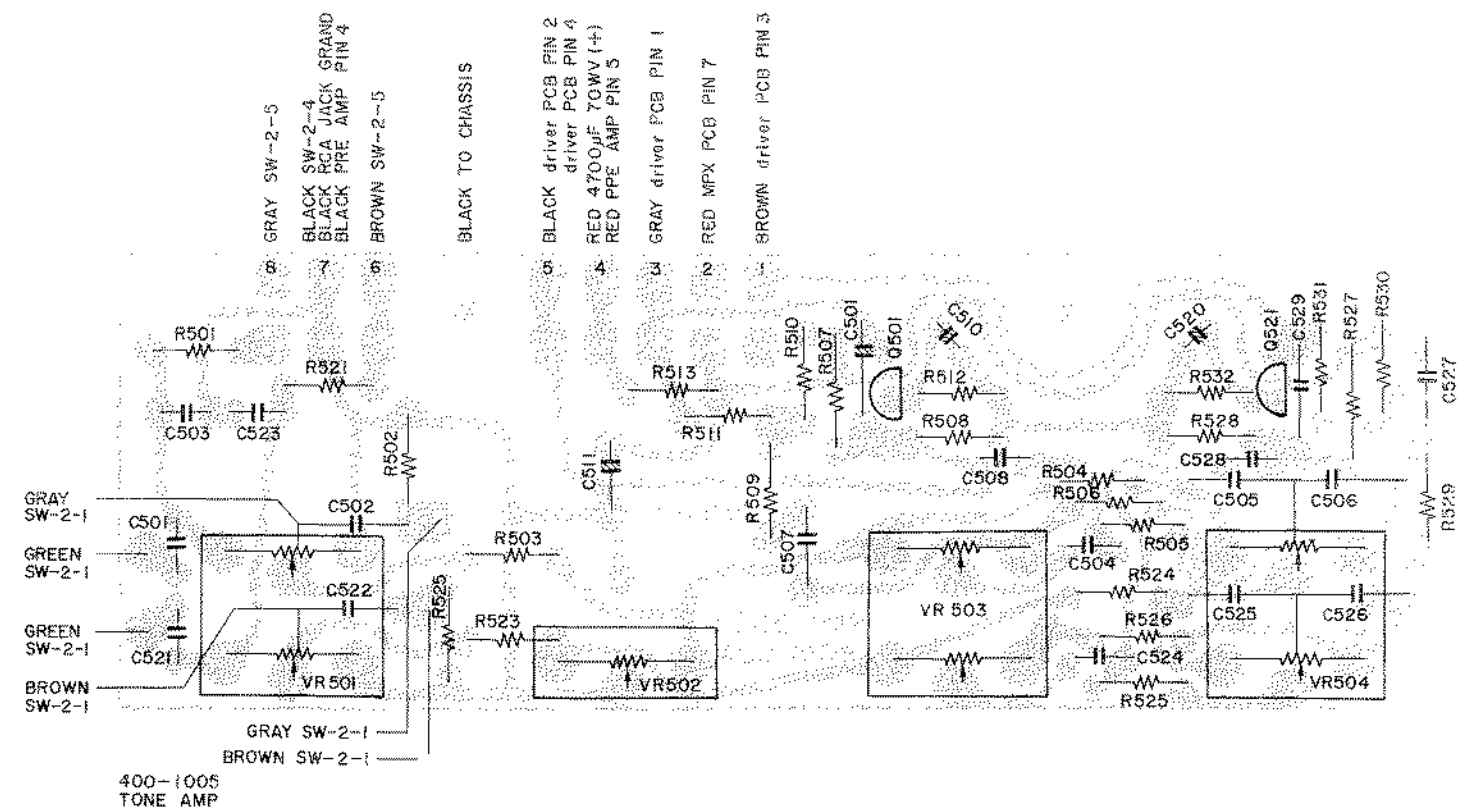 GRAY SW-2-5
BLACK SW-2-4
BLACK RCA JACK GRAND
BLACK PRE AMP PIN 4
BROWN SW-2-5
BLACK TO CHASSIS
BLACK driver PCB PIN 2
driver PCB PIN 4
RED 4700µF 70WV (+)
RED PPE AMP PIN 5
GRAY driver PCB PIN 1
RED MPX PCB PIN 7
BROWN driver PCB PIN 3
8 7 6 5 4 3 2 1
R501
R521
C503
C523
R502
R513
R511
C511
R509
R510
R507
C501
Q501
C510
R512
R508
C508
C520
Q521
C529
R531
R527
R530
C527
R532
R528
C528
R504
R506
R505
C505
C506
R529
GRAY
SW-2-1
C501
C502
GREEN
SW-2-1
R503
C507
C504
C522
R525
R524
VR 503
C525
C526
GREEN
SW-2-1
C521
R523
R526
C524
BROWN
SW-2-1
VR501
VR502
R525
VR504
GRAY SW-2-1
BROWN SW-2-1
400-1005
TONE AMP